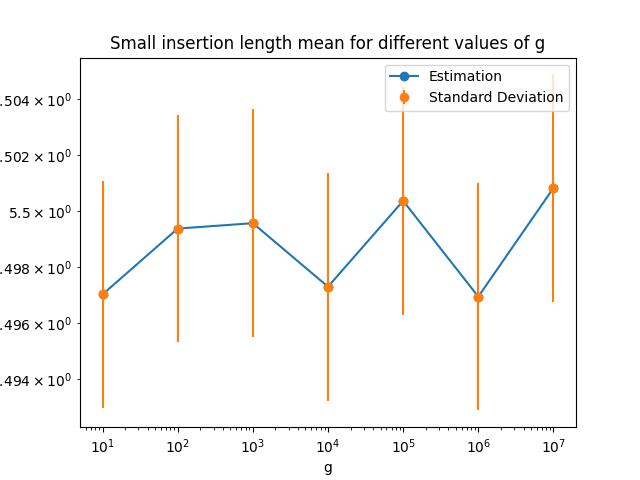 Small insertion length mean for different values of g
Estimation
Standard Deviation
.504 × 10⁰
.502 × 10⁰
5.5 × 10⁰
.498 × 10⁰
.496 × 10⁰
.494 × 10⁰
10¹ 10² 10³ 10⁴ 10⁵ 10⁶ 10⁷
g